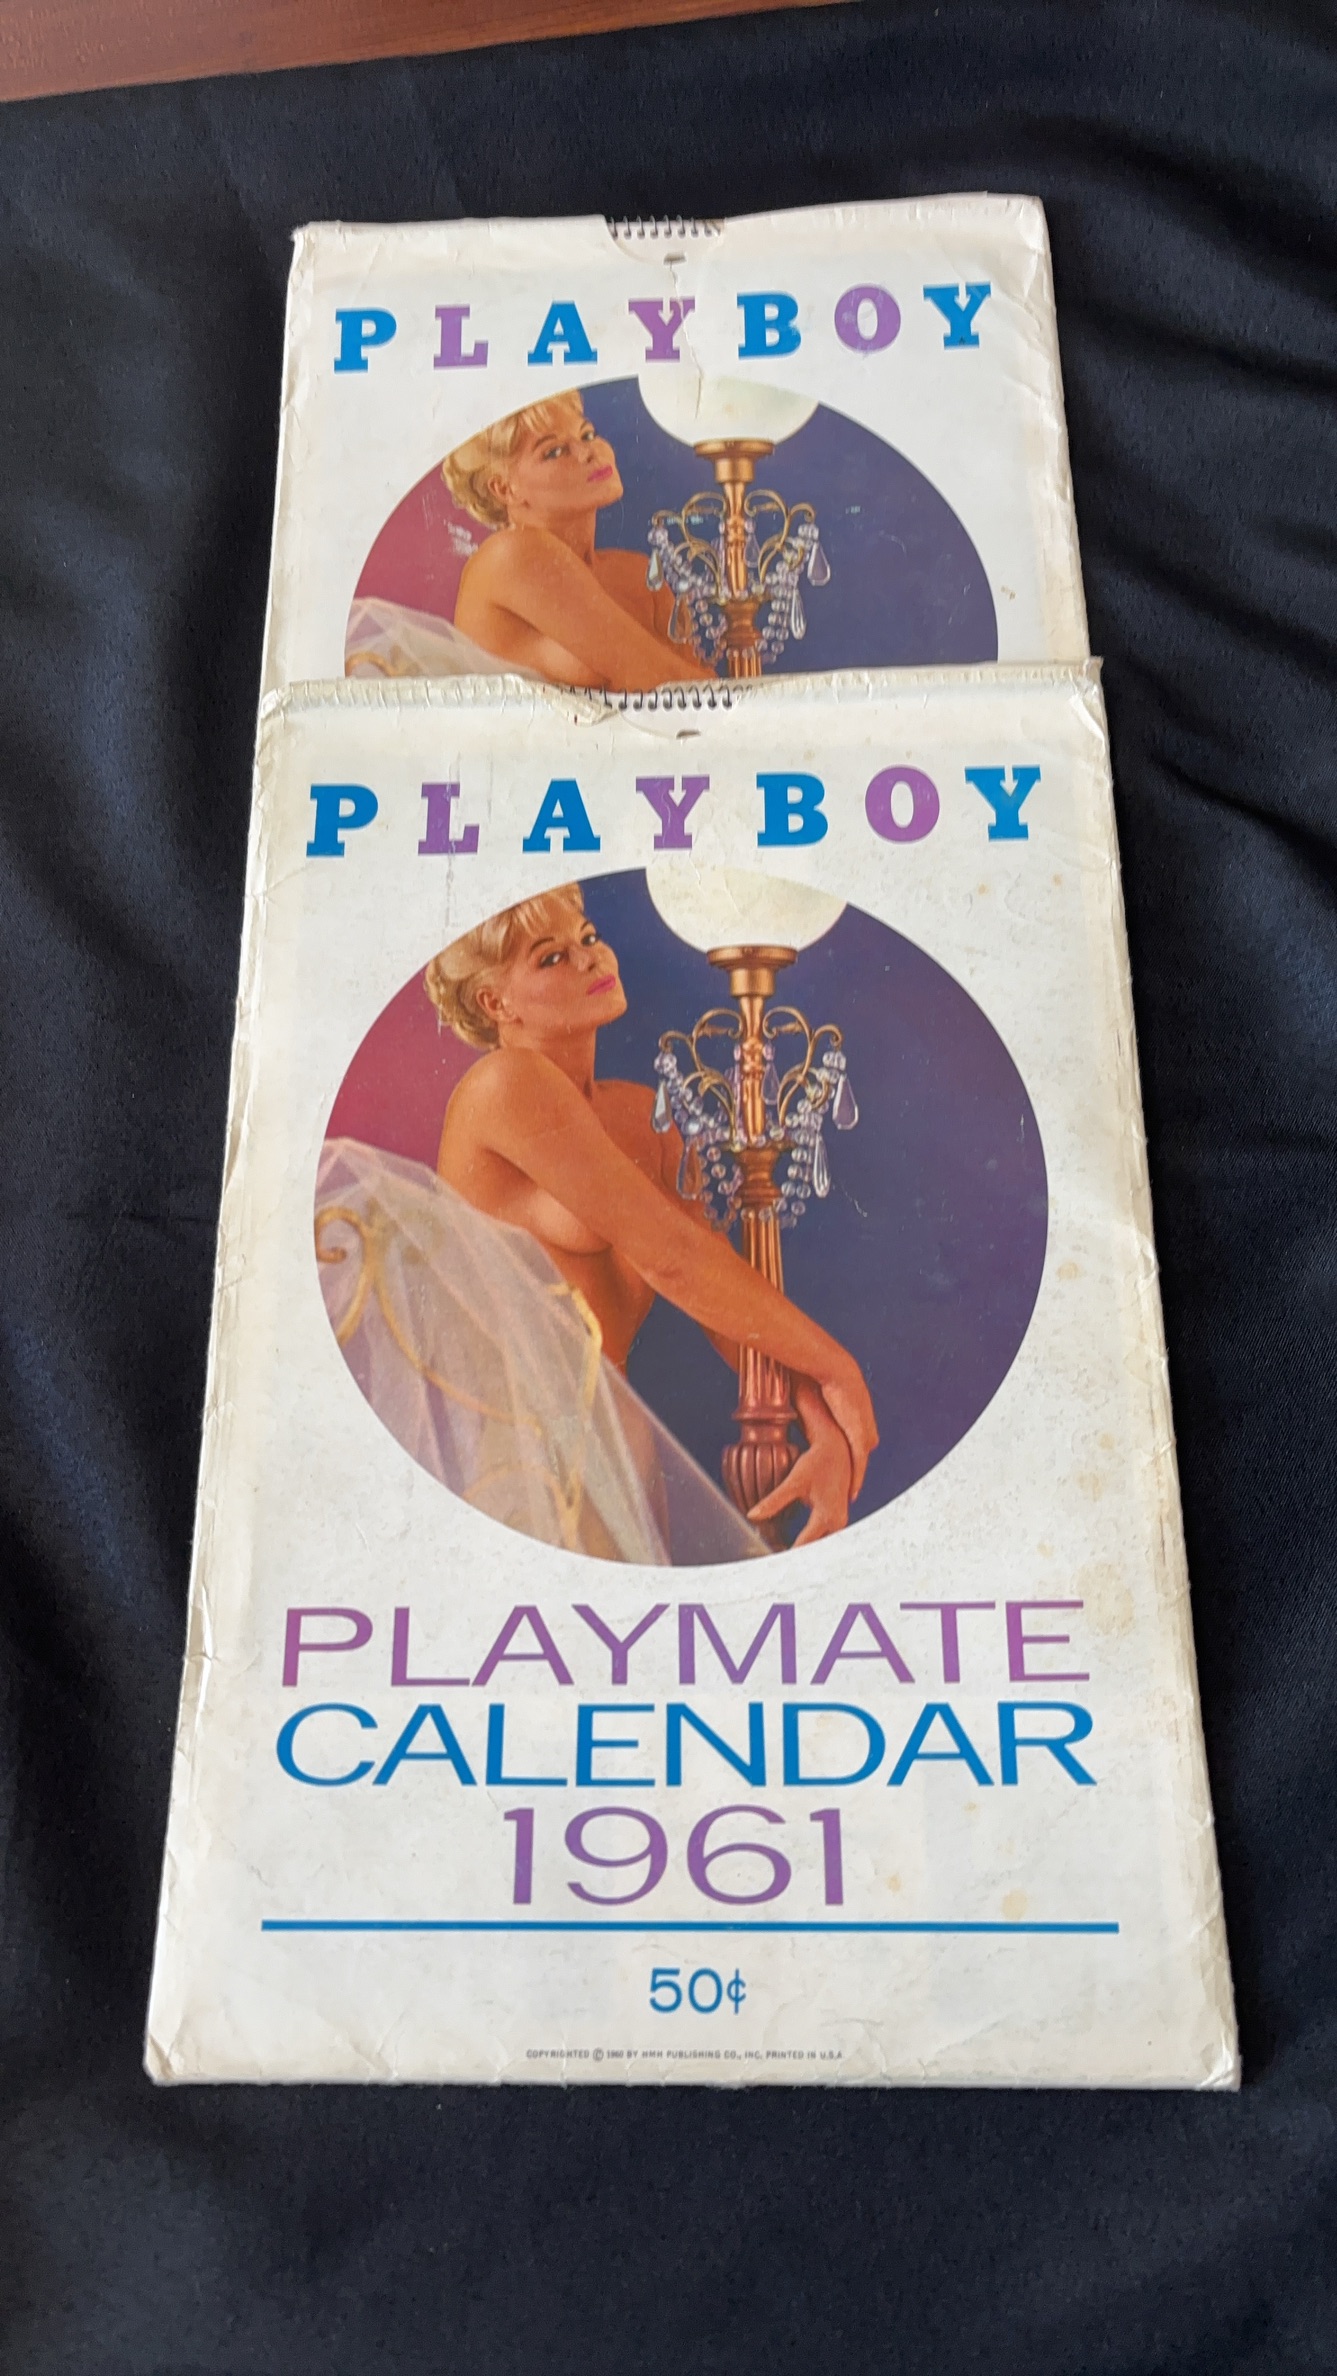 PLAYBOY
PLAYBOY
PLAYMATE
CALENDAR
1961
50¢
COPYRIGHTED © 1960 BY HMH PUBLISHING CO., INC. PRINTED IN U.S.A